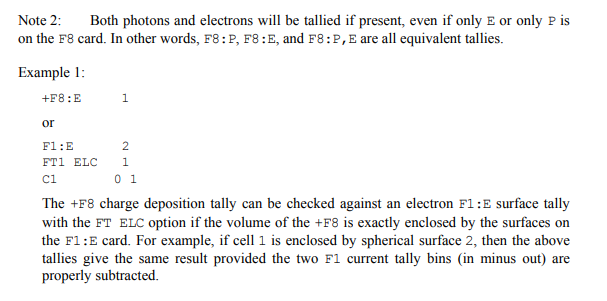 Note 2: Both photons and electrons will be tallied if present, even if only E or only P is
on the F8 card. In other words, F8:P, F8:E, and F8:P,E are all equivalent tallies.
Example 1:
+F8:E 1
or
F1:E 2
FT1 ELC 1
C1 0 1
The +F8 charge deposition tally can be checked against an electron F1:E surface tally
with the FT ELC option if the volume of the +F8 is exactly enclosed by the surfaces on
the F1:E card. For example, if cell 1 is enclosed by spherical surface 2, then the above
tallies give the same result provided the two F1 current tally bins (in minus out) are
properly subtracted.